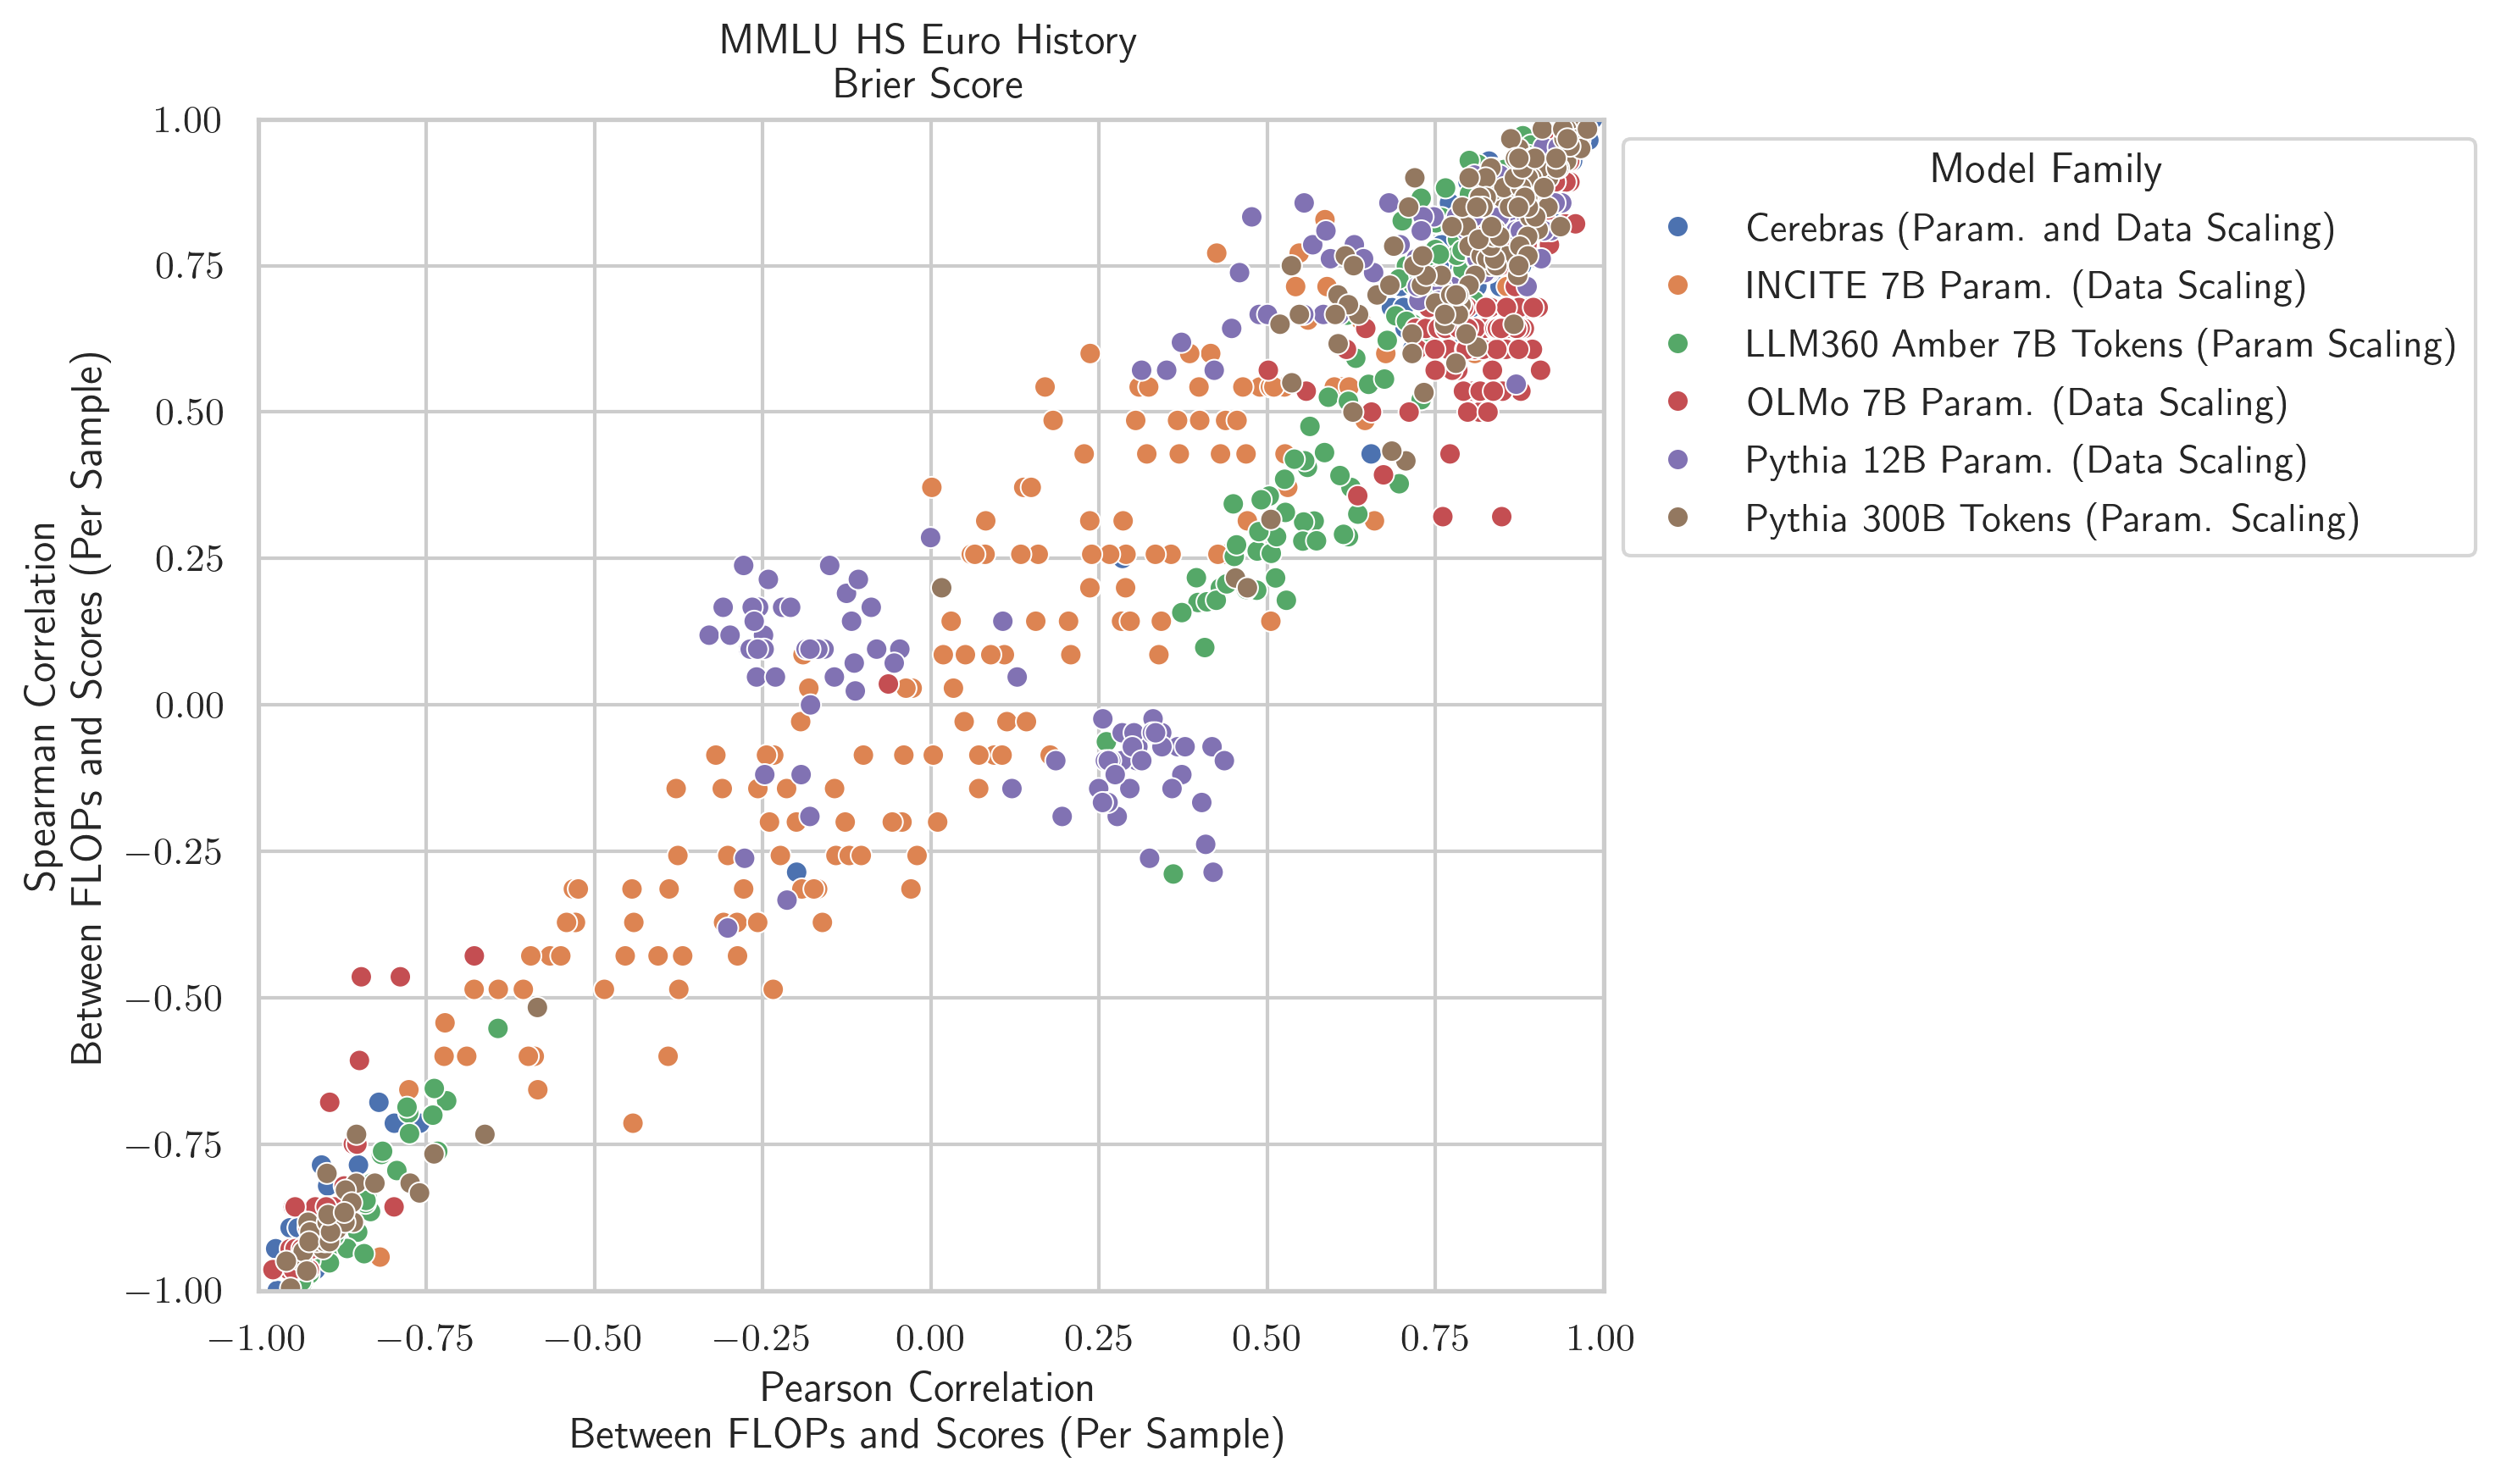 MMLU HS Euro History
Brier Score
Spearman Correlation
Between FLOPs and Scores (Per Sample)
1.00
0.75
0.50
0.25
0.00
−0.25
−0.50
−0.75
−1.00
−1.00 −0.75 −0.50 −0.25 0.00 0.25 0.50 0.75 1.00
Pearson Correlation
Between FLOPs and Scores (Per Sample)
Model Family
Cerebras (Param. and Data Scaling)
INCITE 7B Param. (Data Scaling)
LLM360 Amber 7B Tokens (Param Scaling)
OLMo 7B Param. (Data Scaling)
Pythia 12B Param. (Data Scaling)
Pythia 300B Tokens (Param. Scaling)